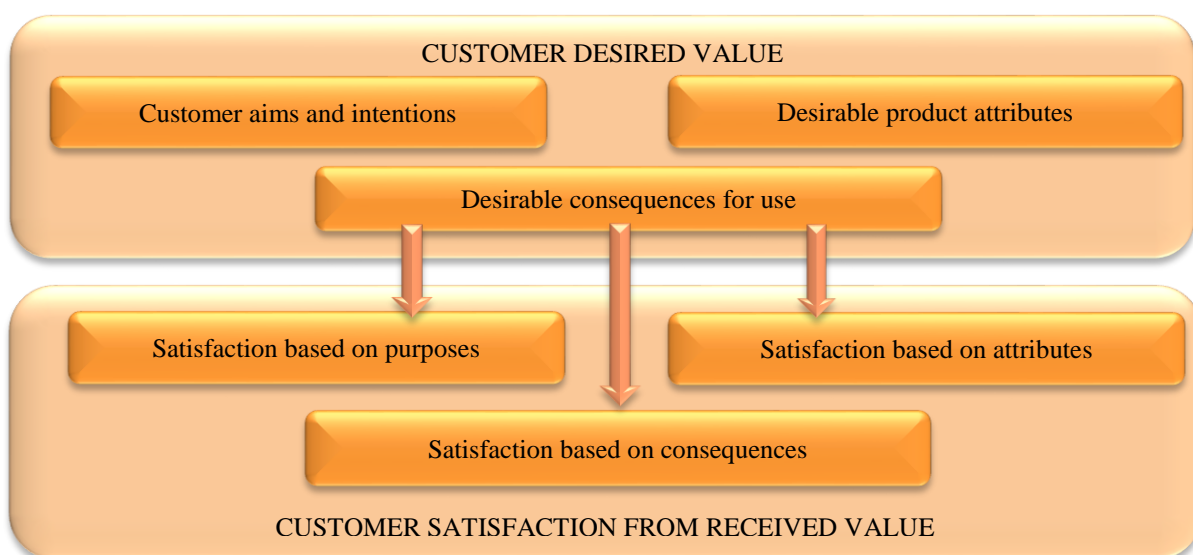 CUSTOMER DESIRED VALUE
Customer aims and intentions
Desirable product attributes
Desirable consequences for use
Satisfaction based on purposes
Satisfaction based on attributes
Satisfaction based on consequences
CUSTOMER SATISFACTION FROM RECEIVED VALUE